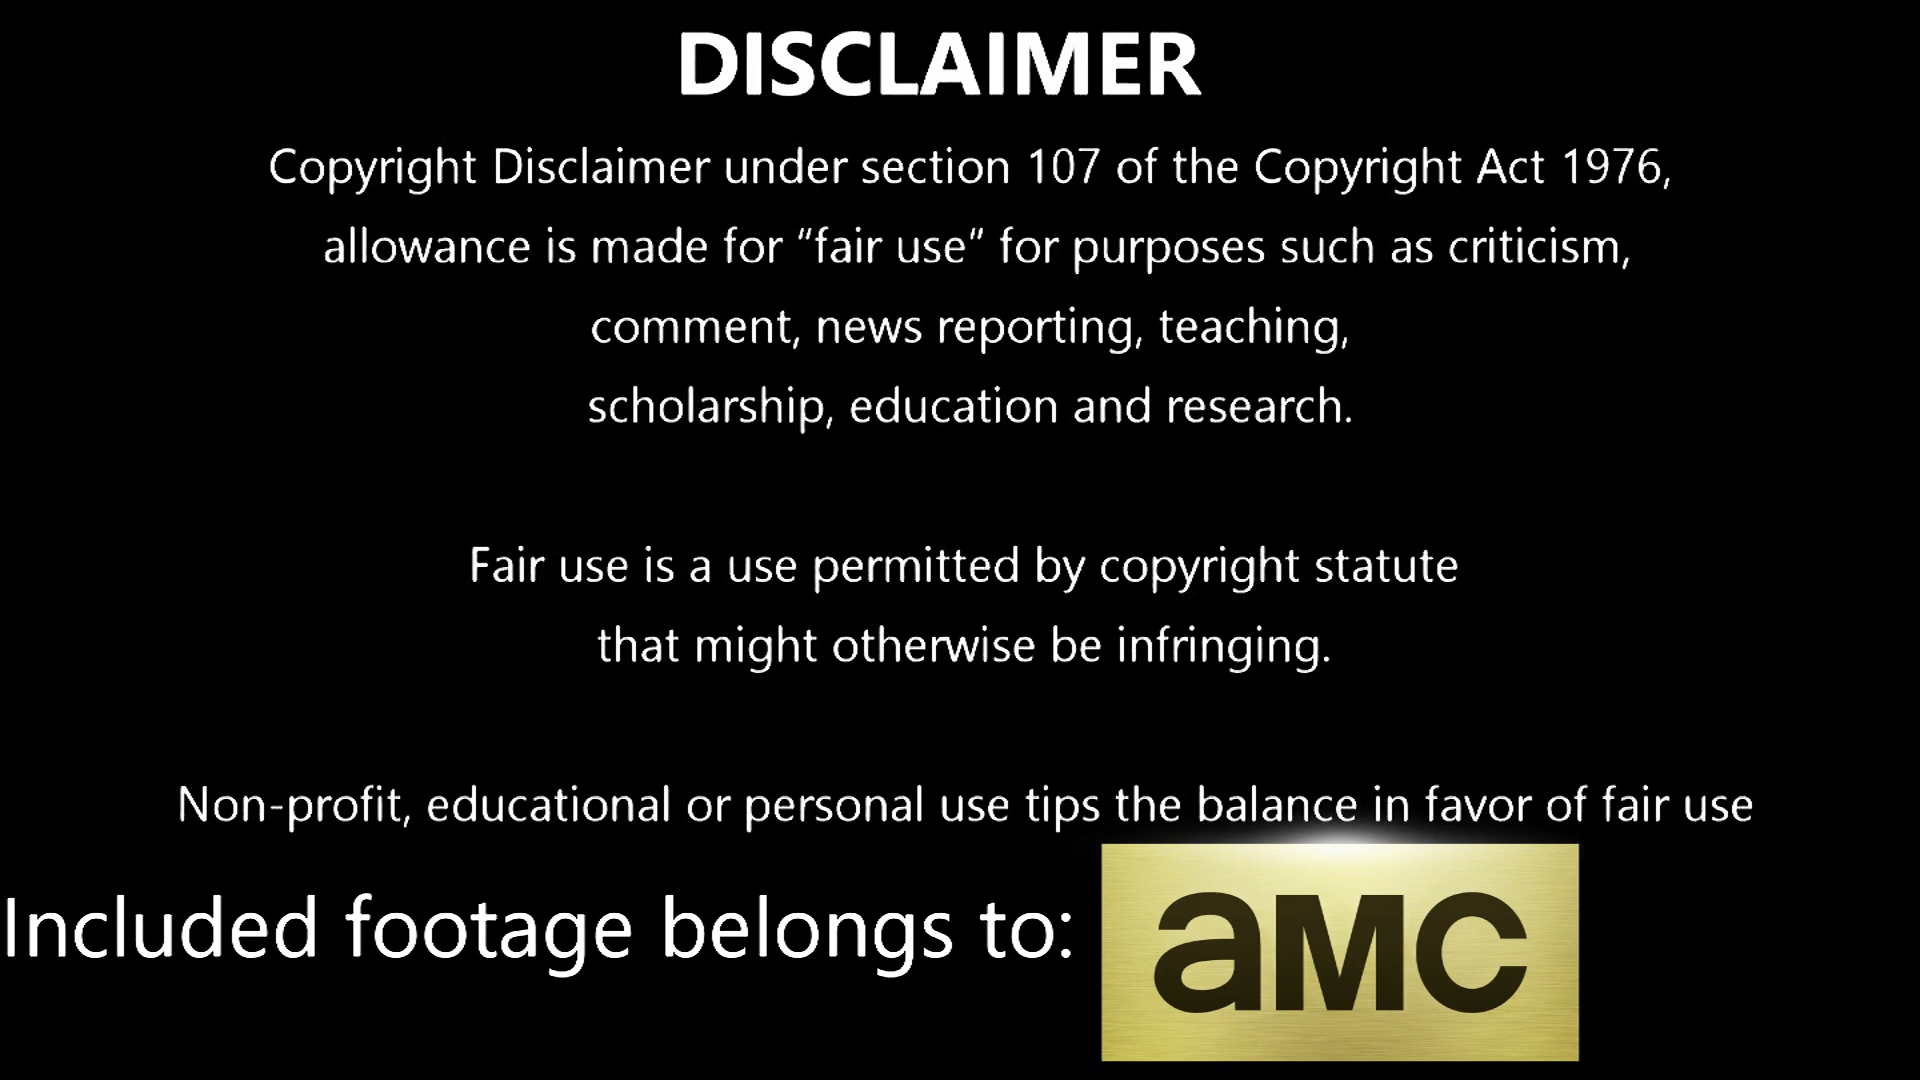 DISCLAIMER
Copyright Disclaimer under section 107 of the Copyright Act 1976,
allowance is made for “fair use” for purposes such as criticism,
comment, news reporting, teaching,
scholarship, education and research.
Fair use is a use permitted by copyright statute
that might otherwise be infringing.
Non-profit, educational or personal use tips the balance in favor of fair use
Included footage belongs to:
aMC